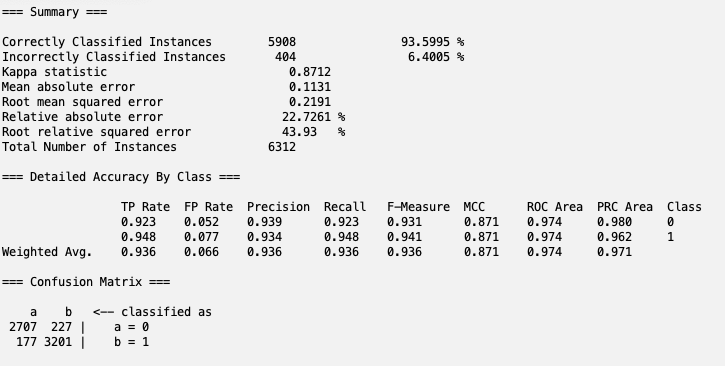 === Summary ===
Correctly Classified Instances 5908 93.5995 %
Incorrectly Classified Instances 404 6.4005 %
Kappa statistic 0.8712
Mean absolute error 0.1131
Root mean squared error 0.2191
Relative absolute error 22.7261 %
Root relative squared error 43.93 %
Total Number of Instances 6312
=== Detailed Accuracy By Class ===
TP Rate FP Rate Precision Recall F-Measure MCC ROC Area PRC Area Class
0.923 0.052 0.939 0.923 0.931 0.871 0.974 0.980 0
0.948 0.077 0.934 0.948 0.941 0.871 0.974 0.962 1
Weighted Avg. 0.936 0.066 0.936 0.936 0.936 0.871 0.974 0.971
=== Confusion Matrix ===
a b <-- classified as
2707 227 | a = 0
177 3201 | b = 1